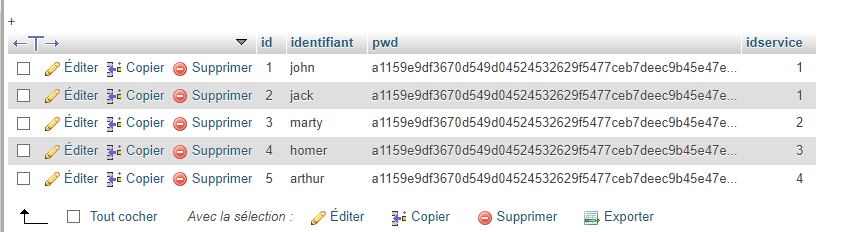 +
id identifiant pwd idservice
Éditer Copier Supprimer 1 john a1159e9df3670d549d04524532629f5477ceb7deec9b45e47e... 1
Éditer Copier Supprimer 2 jack a1159e9df3670d549d04524532629f5477ceb7deec9b45e47e... 1
Éditer Copier Supprimer 3 marty a1159e9df3670d549d04524532629f5477ceb7deec9b45e47e... 2
Éditer Copier Supprimer 4 homer a1159e9df3670d549d04524532629f5477ceb7deec9b45e47e... 3
Éditer Copier Supprimer 5 arthur a1159e9df3670d549d04524532629f5477ceb7deec9b45e47e... 4
Tout cocher Avec la sélection : Éditer Copier Supprimer Exporter